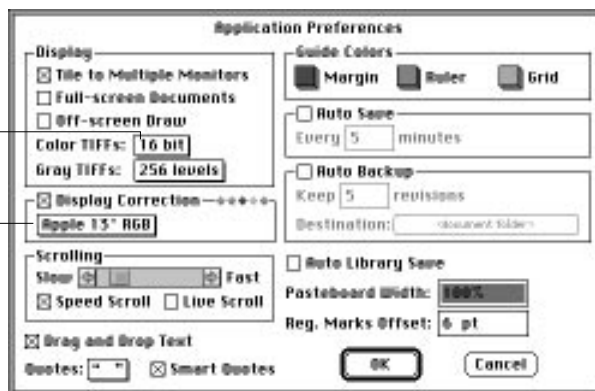 Application Preferences
Display
Tile to Multiple Monitors
Full-screen Documents
Off-screen Draw
Color TIFFs: 16 bit
Gray TIFFs: 256 levels
Display Correction
Apple 13" RGB
Scrolling
Slow Fast
Speed Scroll Live Scroll
Drag and Drop Text
Quotes: " " Smart Quotes
Guide Colors
Margin Ruler Grid
Auto Save
Every 5 minutes
Auto Backup
Keep 5 revisions
Destination: <document folder>
Auto Library Save
Pasteboard Width: 100%
Reg. Marks Offset: 6 pt
OK Cancel